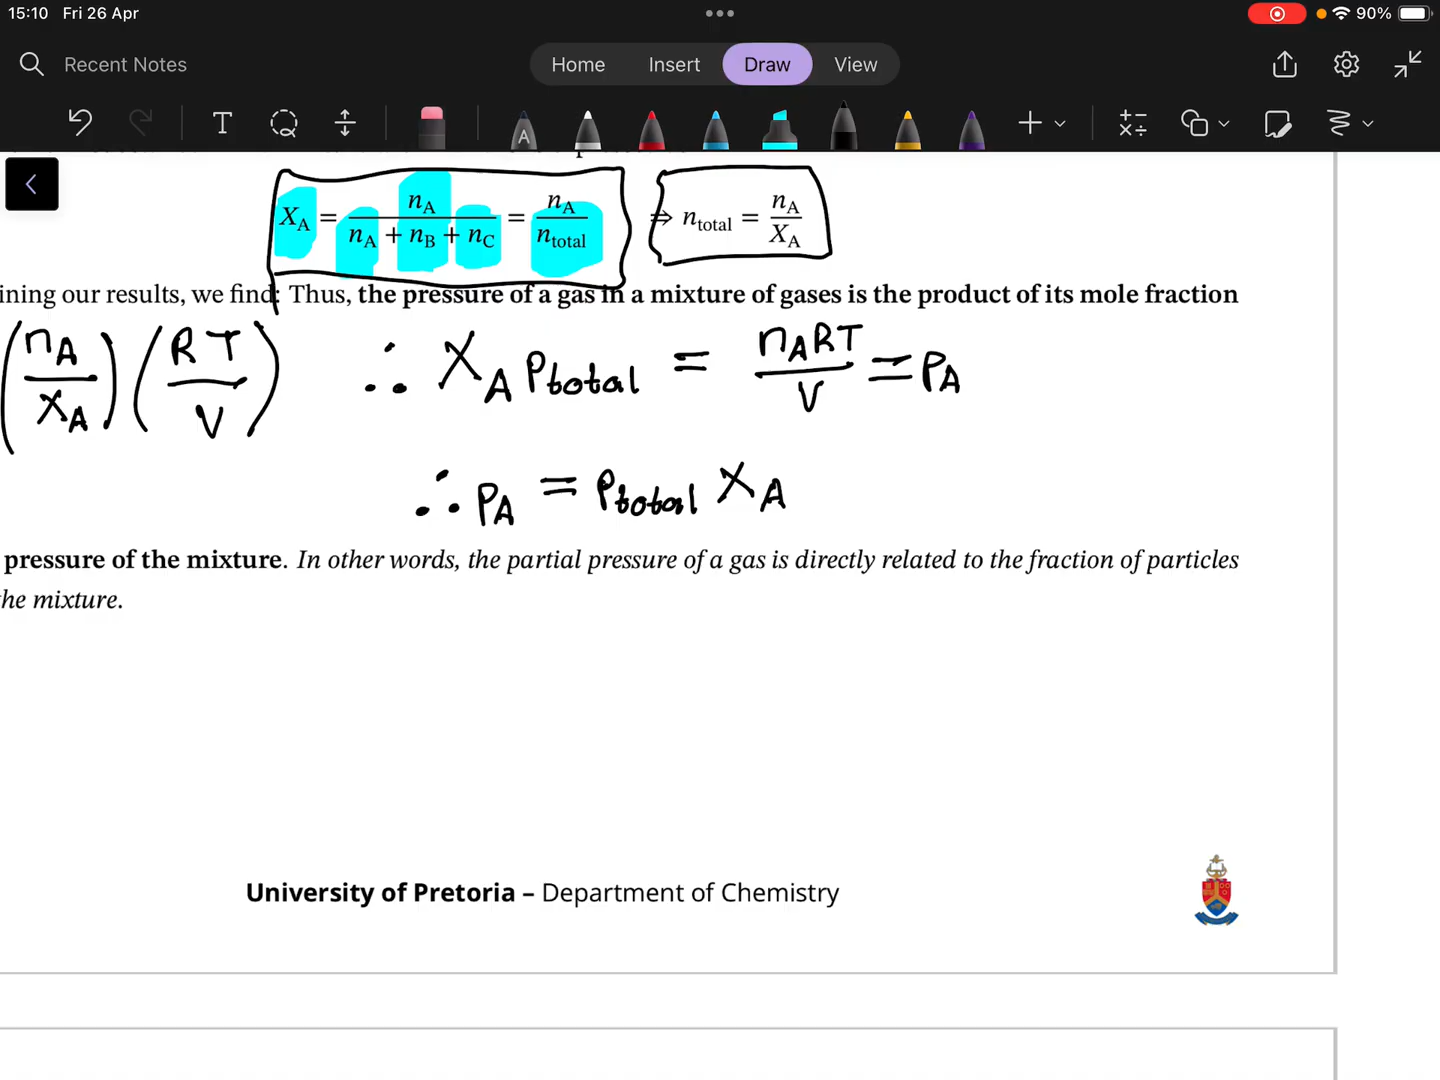 15:10 Fri 26 Apr 90%
Recent Notes Home Insert Draw View
T A
X_A = n_A / (n_A + n_B + n_C) = n_A / n_total ⇒ n_total = n_A / X_A
ining our results, we find: Thus, the pressure of a gas in a mixture of gases is the product of its mole fraction
(n_A / X_A) (RT / V) ∴ X_A P_total = n_A RT / V = P_A
∴ P_A = P_total X_A
pressure of the mixture. In other words, the partial pressure of a gas is directly related to the fraction of particles
he mixture.
University of Pretoria – Department of Chemistry